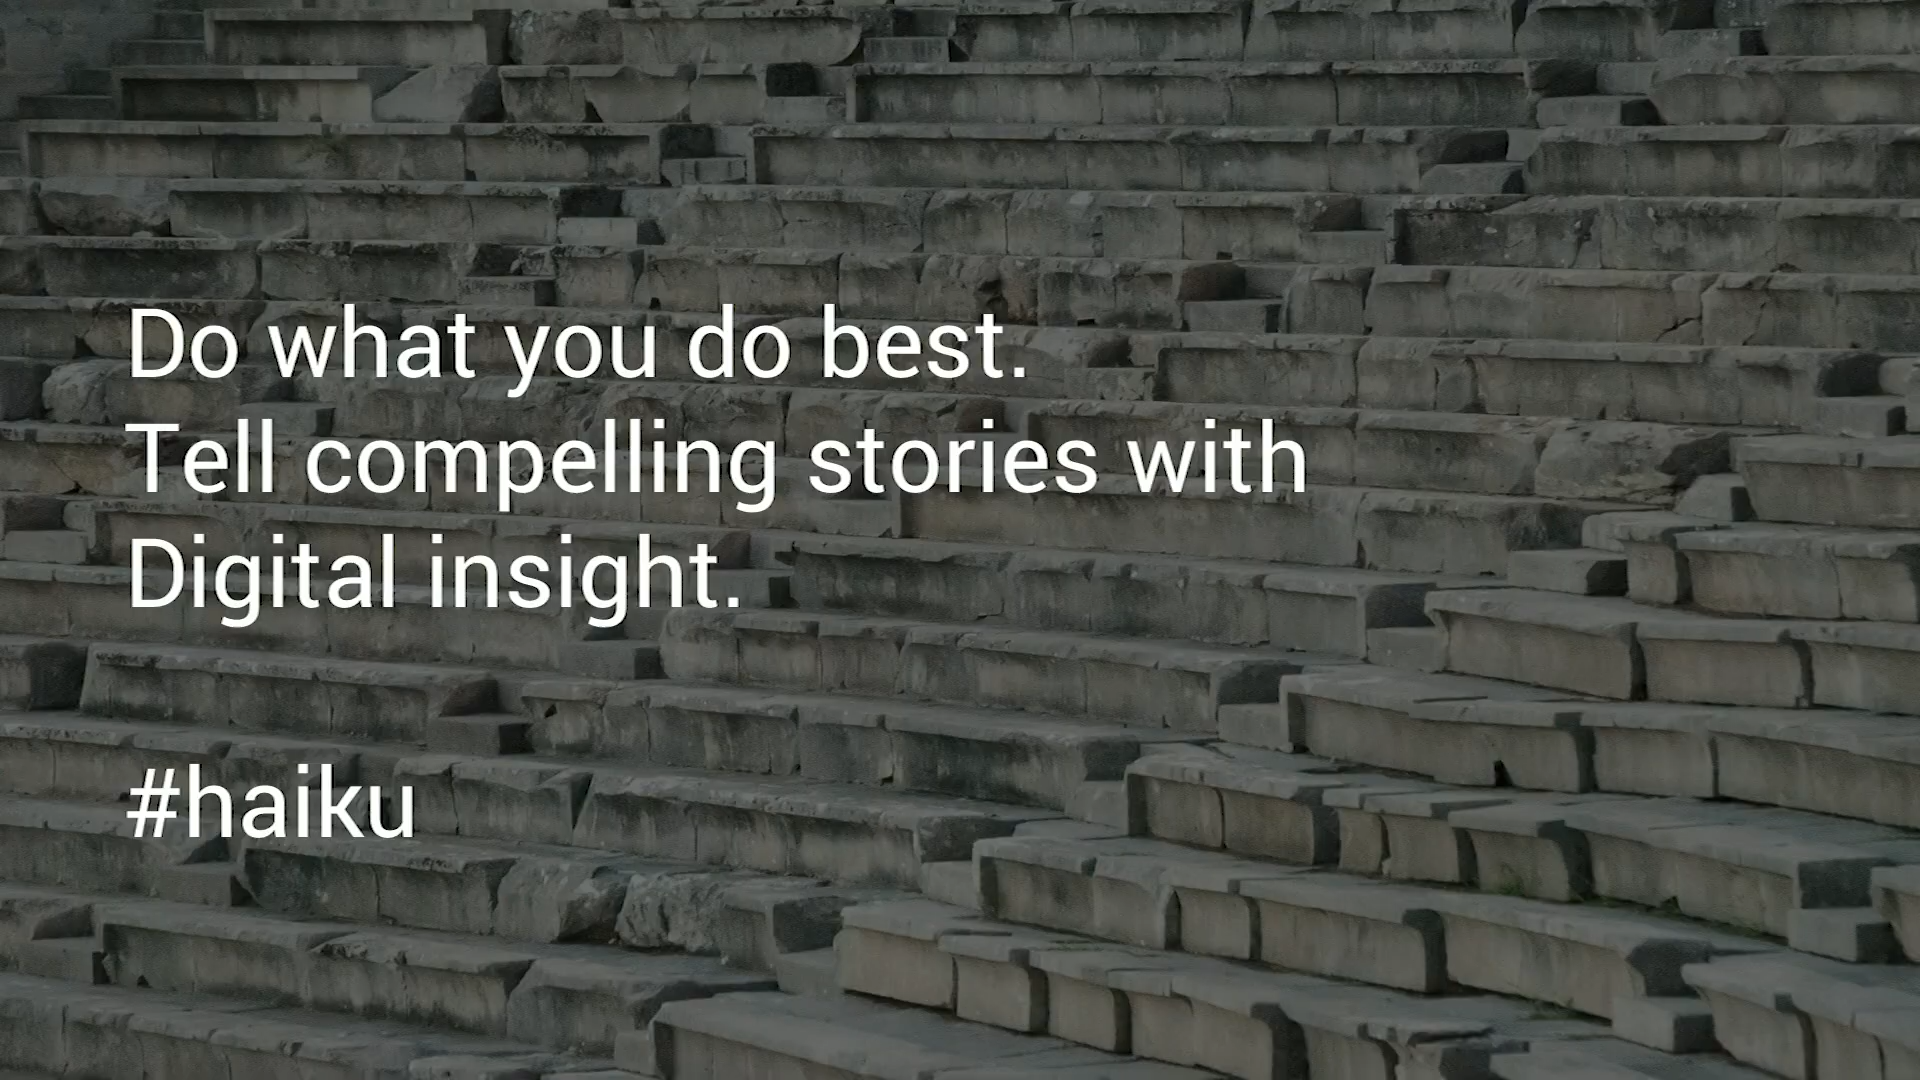 Do what you do best.
Tell compelling stories with
Digital insight.
#haiku